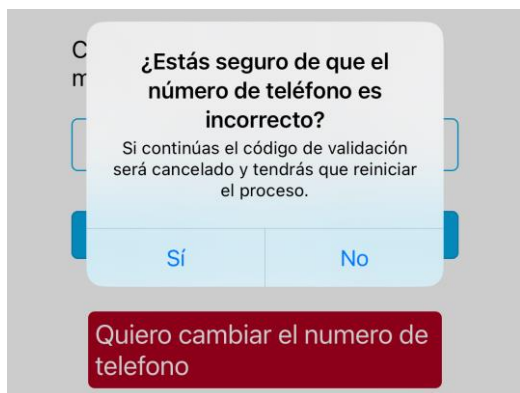 C
m
¿Estás seguro de que el
número de teléfono es
incorrecto?
Si continúas el código de validación
será cancelado y tendrás que reiniciar
el proceso.
Sí
No
Quiero cambiar el numero de
telefono